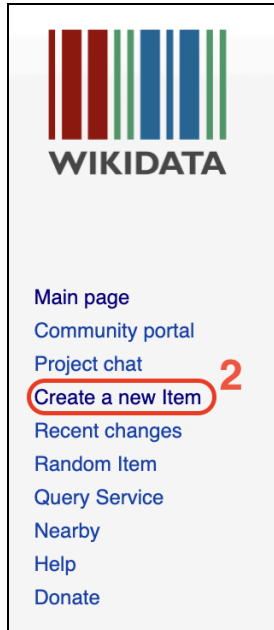 WIKIDATA
Main page
Community portal
Project chat
2
Create a new Item
Recent changes
Random Item
Query Service
Nearby
Help
Donate